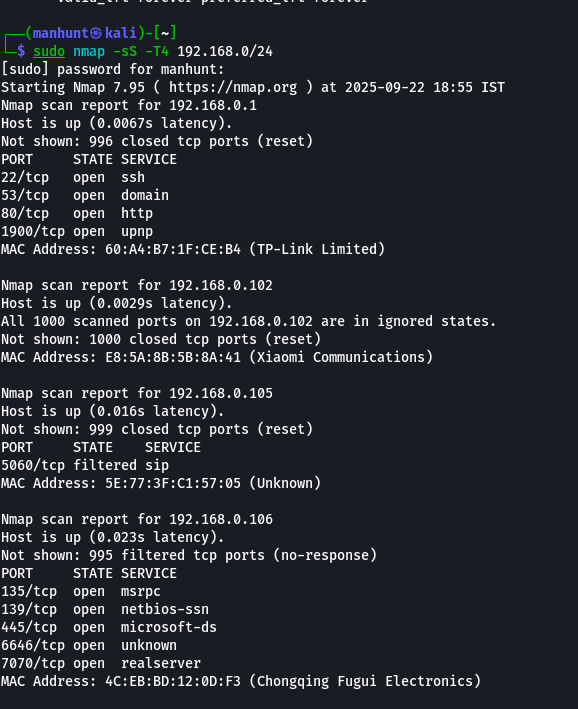 valid_lft forever preferred_lft forever
┌──(manhunt㉿kali)-[~]
└─$ sudo nmap -sS -T4 192.168.0/24
[sudo] password for manhunt:
Starting Nmap 7.95 ( https://nmap.org ) at 2025-09-22 18:55 IST
Nmap scan report for 192.168.0.1
Host is up (0.0067s latency).
Not shown: 996 closed tcp ports (reset)
PORT     STATE SERVICE
22/tcp   open  ssh
53/tcp   open  domain
80/tcp   open  http
1900/tcp open  upnp
MAC Address: 60:A4:B7:1F:CE:B4 (TP-Link Limited)

Nmap scan report for 192.168.0.102
Host is up (0.0029s latency).
All 1000 scanned ports on 192.168.0.102 are in ignored states.
Not shown: 1000 closed tcp ports (reset)
MAC Address: E8:5A:8B:5B:8A:41 (Xiaomi Communications)

Nmap scan report for 192.168.0.105
Host is up (0.016s latency).
Not shown: 999 closed tcp ports (reset)
PORT     STATE    SERVICE
5060/tcp filtered sip
MAC Address: 5E:77:3F:C1:57:05 (Unknown)

Nmap scan report for 192.168.0.106
Host is up (0.023s latency).
Not shown: 995 filtered tcp ports (no-response)
PORT     STATE SERVICE
135/tcp  open  msrpc
139/tcp  open  netbios-ssn
445/tcp  open  microsoft-ds
6646/tcp open  unknown
7070/tcp open  realserver
MAC Address: 4C:EB:BD:12:0D:F3 (Chongqing Fugui Electronics)